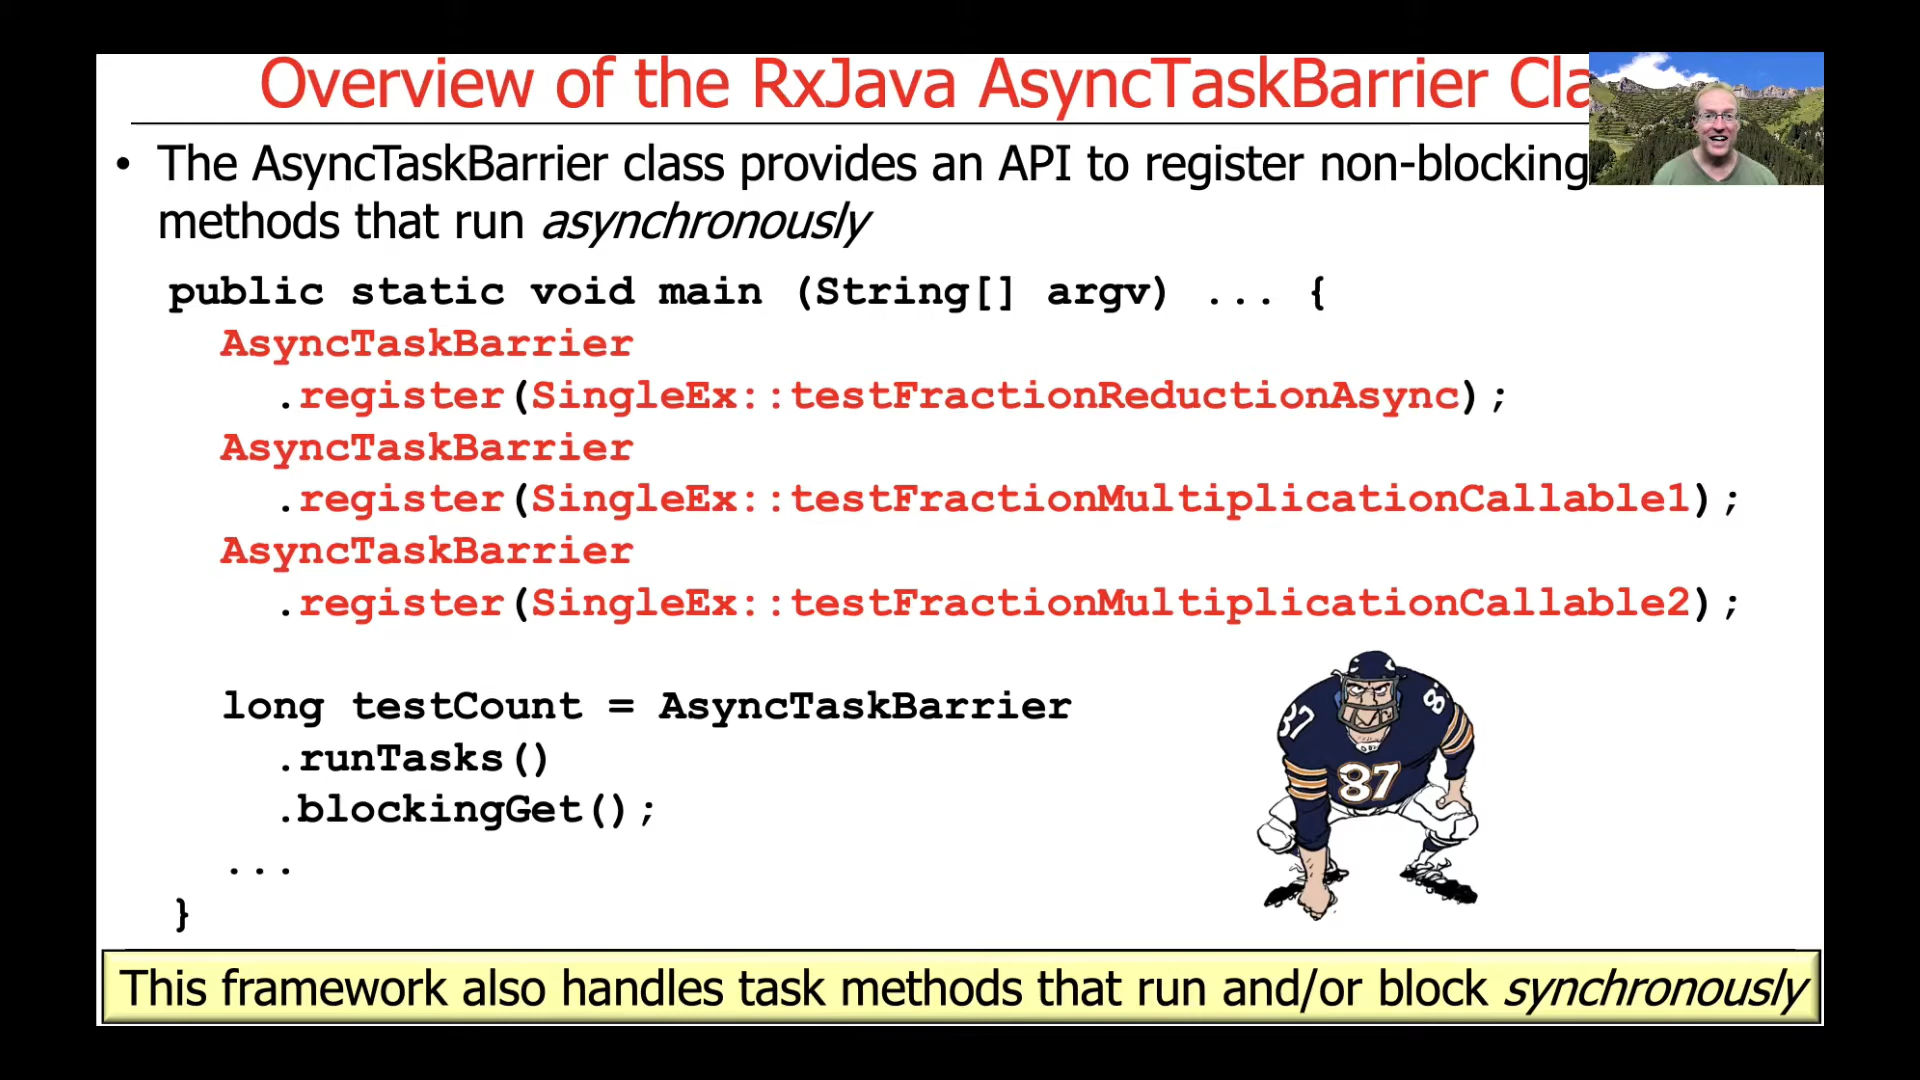 Overview of the RxJava AsyncTaskBarrier Cla
• The AsyncTaskBarrier class provides an API to register non-blocking
methods that run asynchronously
public static void main (String[] argv) ... {
AsyncTaskBarrier
.register(SingleEx::testFractionReductionAsync);
AsyncTaskBarrier
.register(SingleEx::testFractionMultiplicationCallable1);
AsyncTaskBarrier
.register(SingleEx::testFractionMultiplicationCallable2);
long testCount = AsyncTaskBarrier
.runTasks()
.blockingGet();
...
}
37
8
87
This framework also handles task methods that run and/or block synchronously